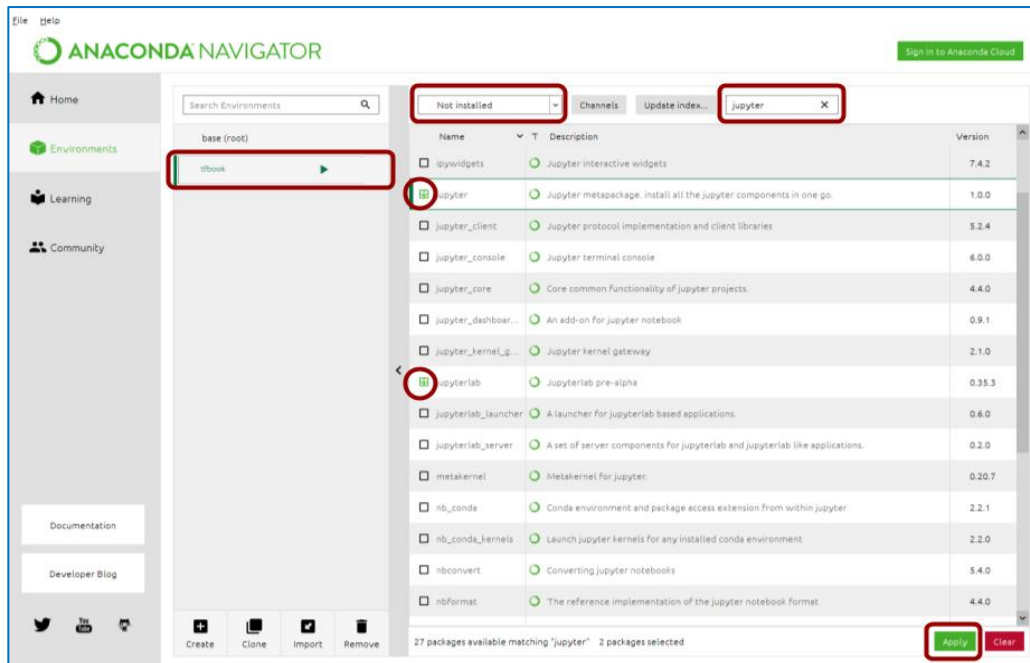 File Help
ANACONDA NAVIGATOR
Sign in to Anaconda Cloud
Home
Environments
Learning
Community
Documentation
Developer Blog
You Tube
Search Environments
base (root)
tfbook
Create Clone Import Remove
Not installed Channels Update index... jupyter X
Name T Description Version
ipywidgets Jupyter interactive widgets 7.4.2
jupyter Jupyter metapackage. install all the jupyter components in one go. 1.0.0
jupyter_client Jupyter protocol implementation and client libraries 5.2.4
jupyter_console Jupyter terminal console 6.0.0
jupyter_core Core common functionality of jupyter projects. 4.4.0
jupyter_dashboar... An add-on for jupyter notebook 0.9.1
jupyter_kernel_g... Jupyter kernel gateway 2.1.0
jupyterlab Jupyterlab pre-alpha 0.35.3
jupyterlab_launcher A launcher for jupyterlab based applications. 0.6.0
jupyterlab_server A set of server components for jupyterlab and jupyterlab like applications. 0.2.0
metakernel Metakernel for jupyter. 0.20.7
nb_conda Conda environment and package access extension from within jupyter 2.2.1
nb_conda_kernels Launch jupyter kernels for any installed conda environment 2.2.0
nbconvert Converting jupyter notebooks 5.4.0
nbformat The reference implementation of the jupyter notebook format 4.4.0
27 packages available matching "jupyter" 2 packages selected
Apply Clear